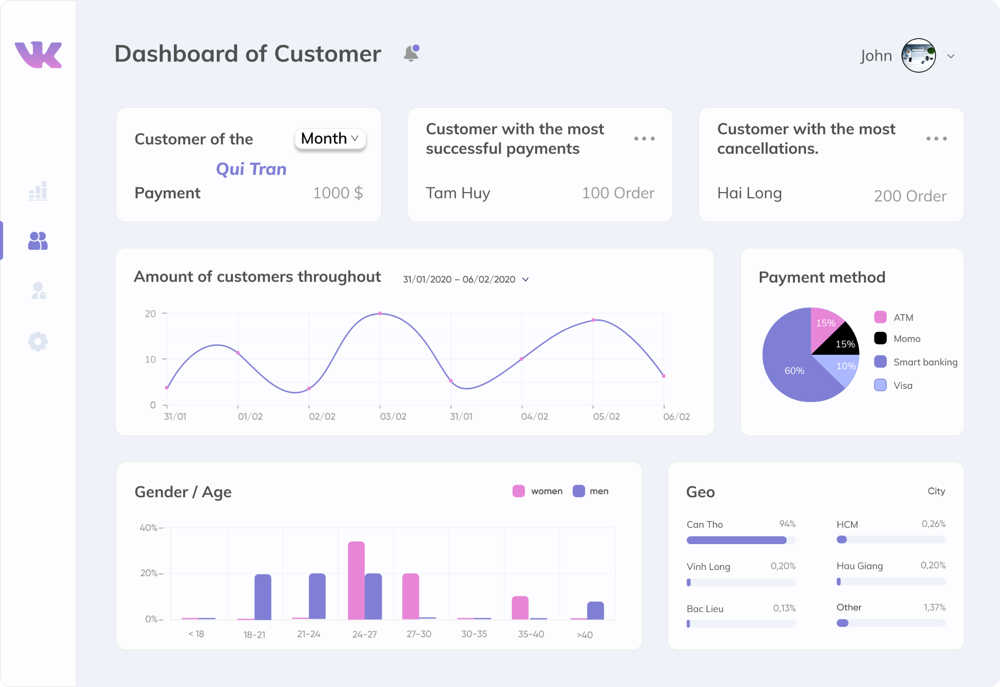 Dashboard of Customer
John
Customer of the
Month
Qui Tran
Payment
1000 $
Customer with the most
successful payments
Tam Huy
100 Order
Customer with the most
cancellations.
Hai Long
200 Order
Amount of customers throughout
31/01/2020 – 06/02/2020
20
10
0
31/01
01/02
02/02
03/02
31/01
04/02
05/02
06/02
Payment method
15%
15%
10%
60%
ATM
Momo
Smart banking
Visa
Gender / Age
women
men
40%
20%
0%
< 18
18-21
21-24
24-27
27-30
30-35
35-40
>40
Geo
City
Can Tho
94%
HCM
0,26%
Vinh Long
0,20%
Hau Giang
0,20%
Bac Lieu
0,13%
Other
1,37%